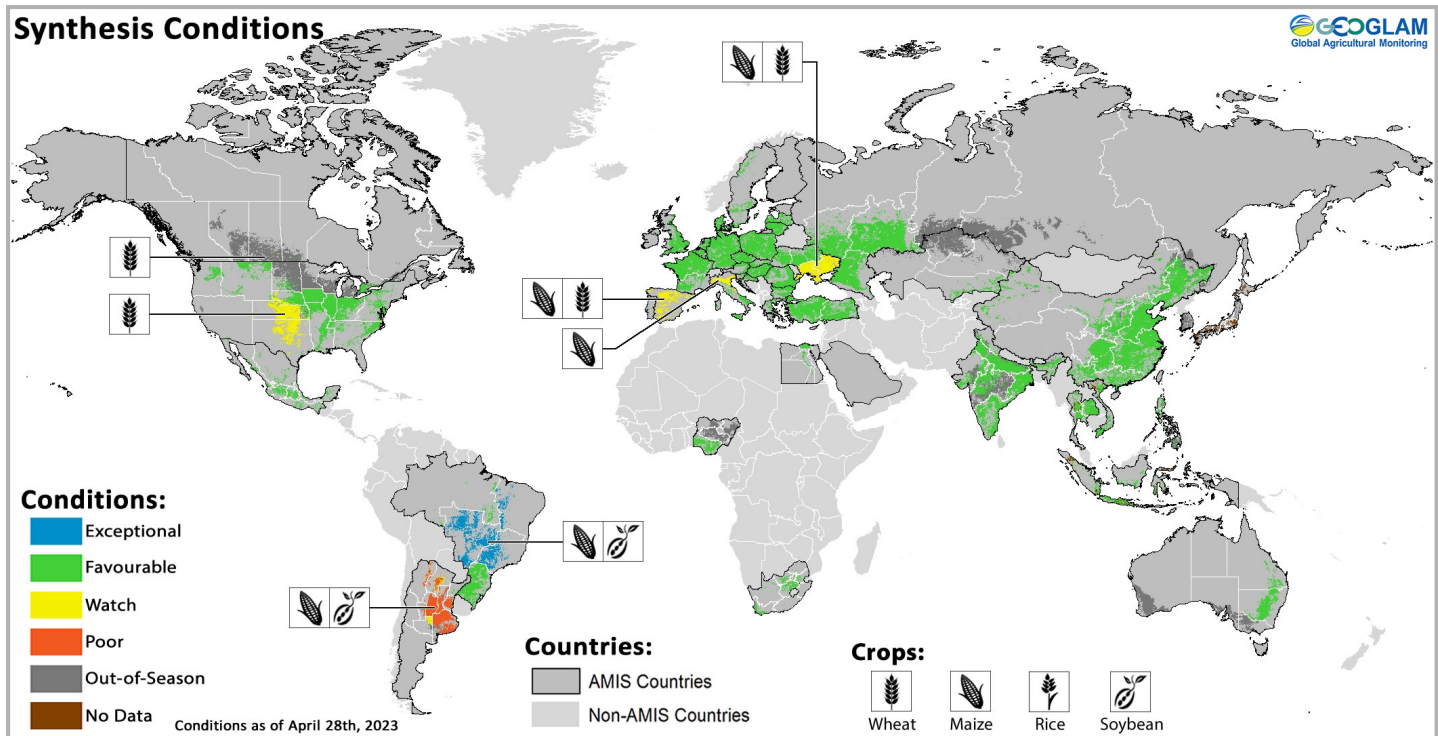 Synthesis Conditions
GEOGLAM
Global Agricultural Monitoring
Conditions:
Exceptional
Favourable
Watch
Poor
Out-of-Season
No Data
Conditions as of April 28th, 2023
Countries:
AMIS Countries
Non-AMIS Countries
Crops:
Wheat
Maize
Rice
Soybean